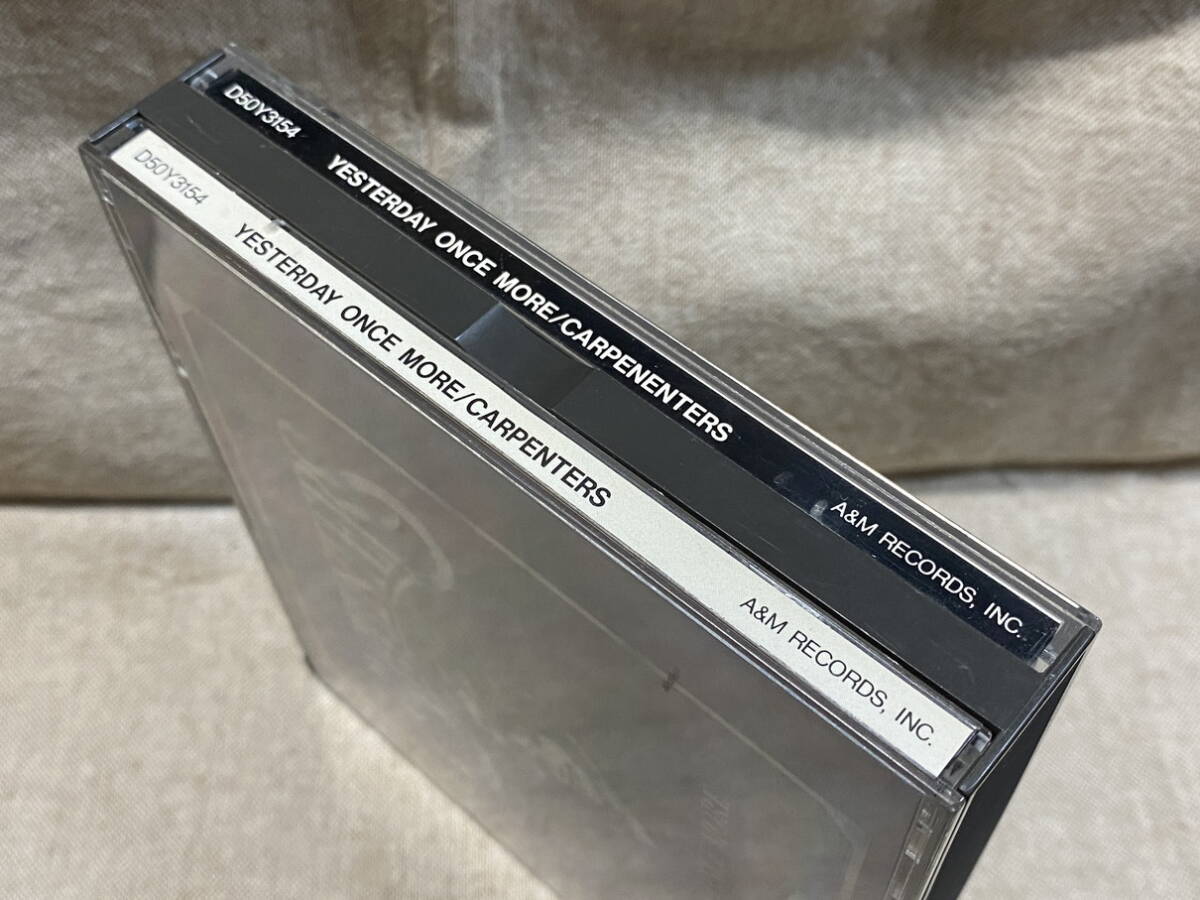 D50Y3154 YESTERDAY ONCE MORE/CARPENENTERS A&M RECORDS, INC.
D50Y3154 YESTERDAY ONCE MORE/CARPENTERS A&M RECORDS, INC.